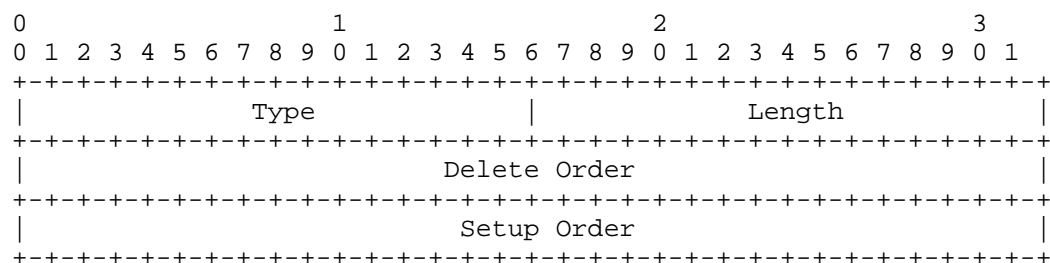 0                   1                   2                   3
0 1 2 3 4 5 6 7 8 9 0 1 2 3 4 5 6 7 8 9 0 1 2 3 4 5 6 7 8 9 0 1
+-+-+-+-+-+-+-+-+-+-+-+-+-+-+-+-+-+-+-+-+-+-+-+-+-+-+-+-+-+-+-+-+
|              Type             |             Length            |
+-+-+-+-+-+-+-+-+-+-+-+-+-+-+-+-+-+-+-+-+-+-+-+-+-+-+-+-+-+-+-+-+
|                          Delete Order                         |
+-+-+-+-+-+-+-+-+-+-+-+-+-+-+-+-+-+-+-+-+-+-+-+-+-+-+-+-+-+-+-+-+
|                           Setup Order                         |
+-+-+-+-+-+-+-+-+-+-+-+-+-+-+-+-+-+-+-+-+-+-+-+-+-+-+-+-+-+-+-+-+